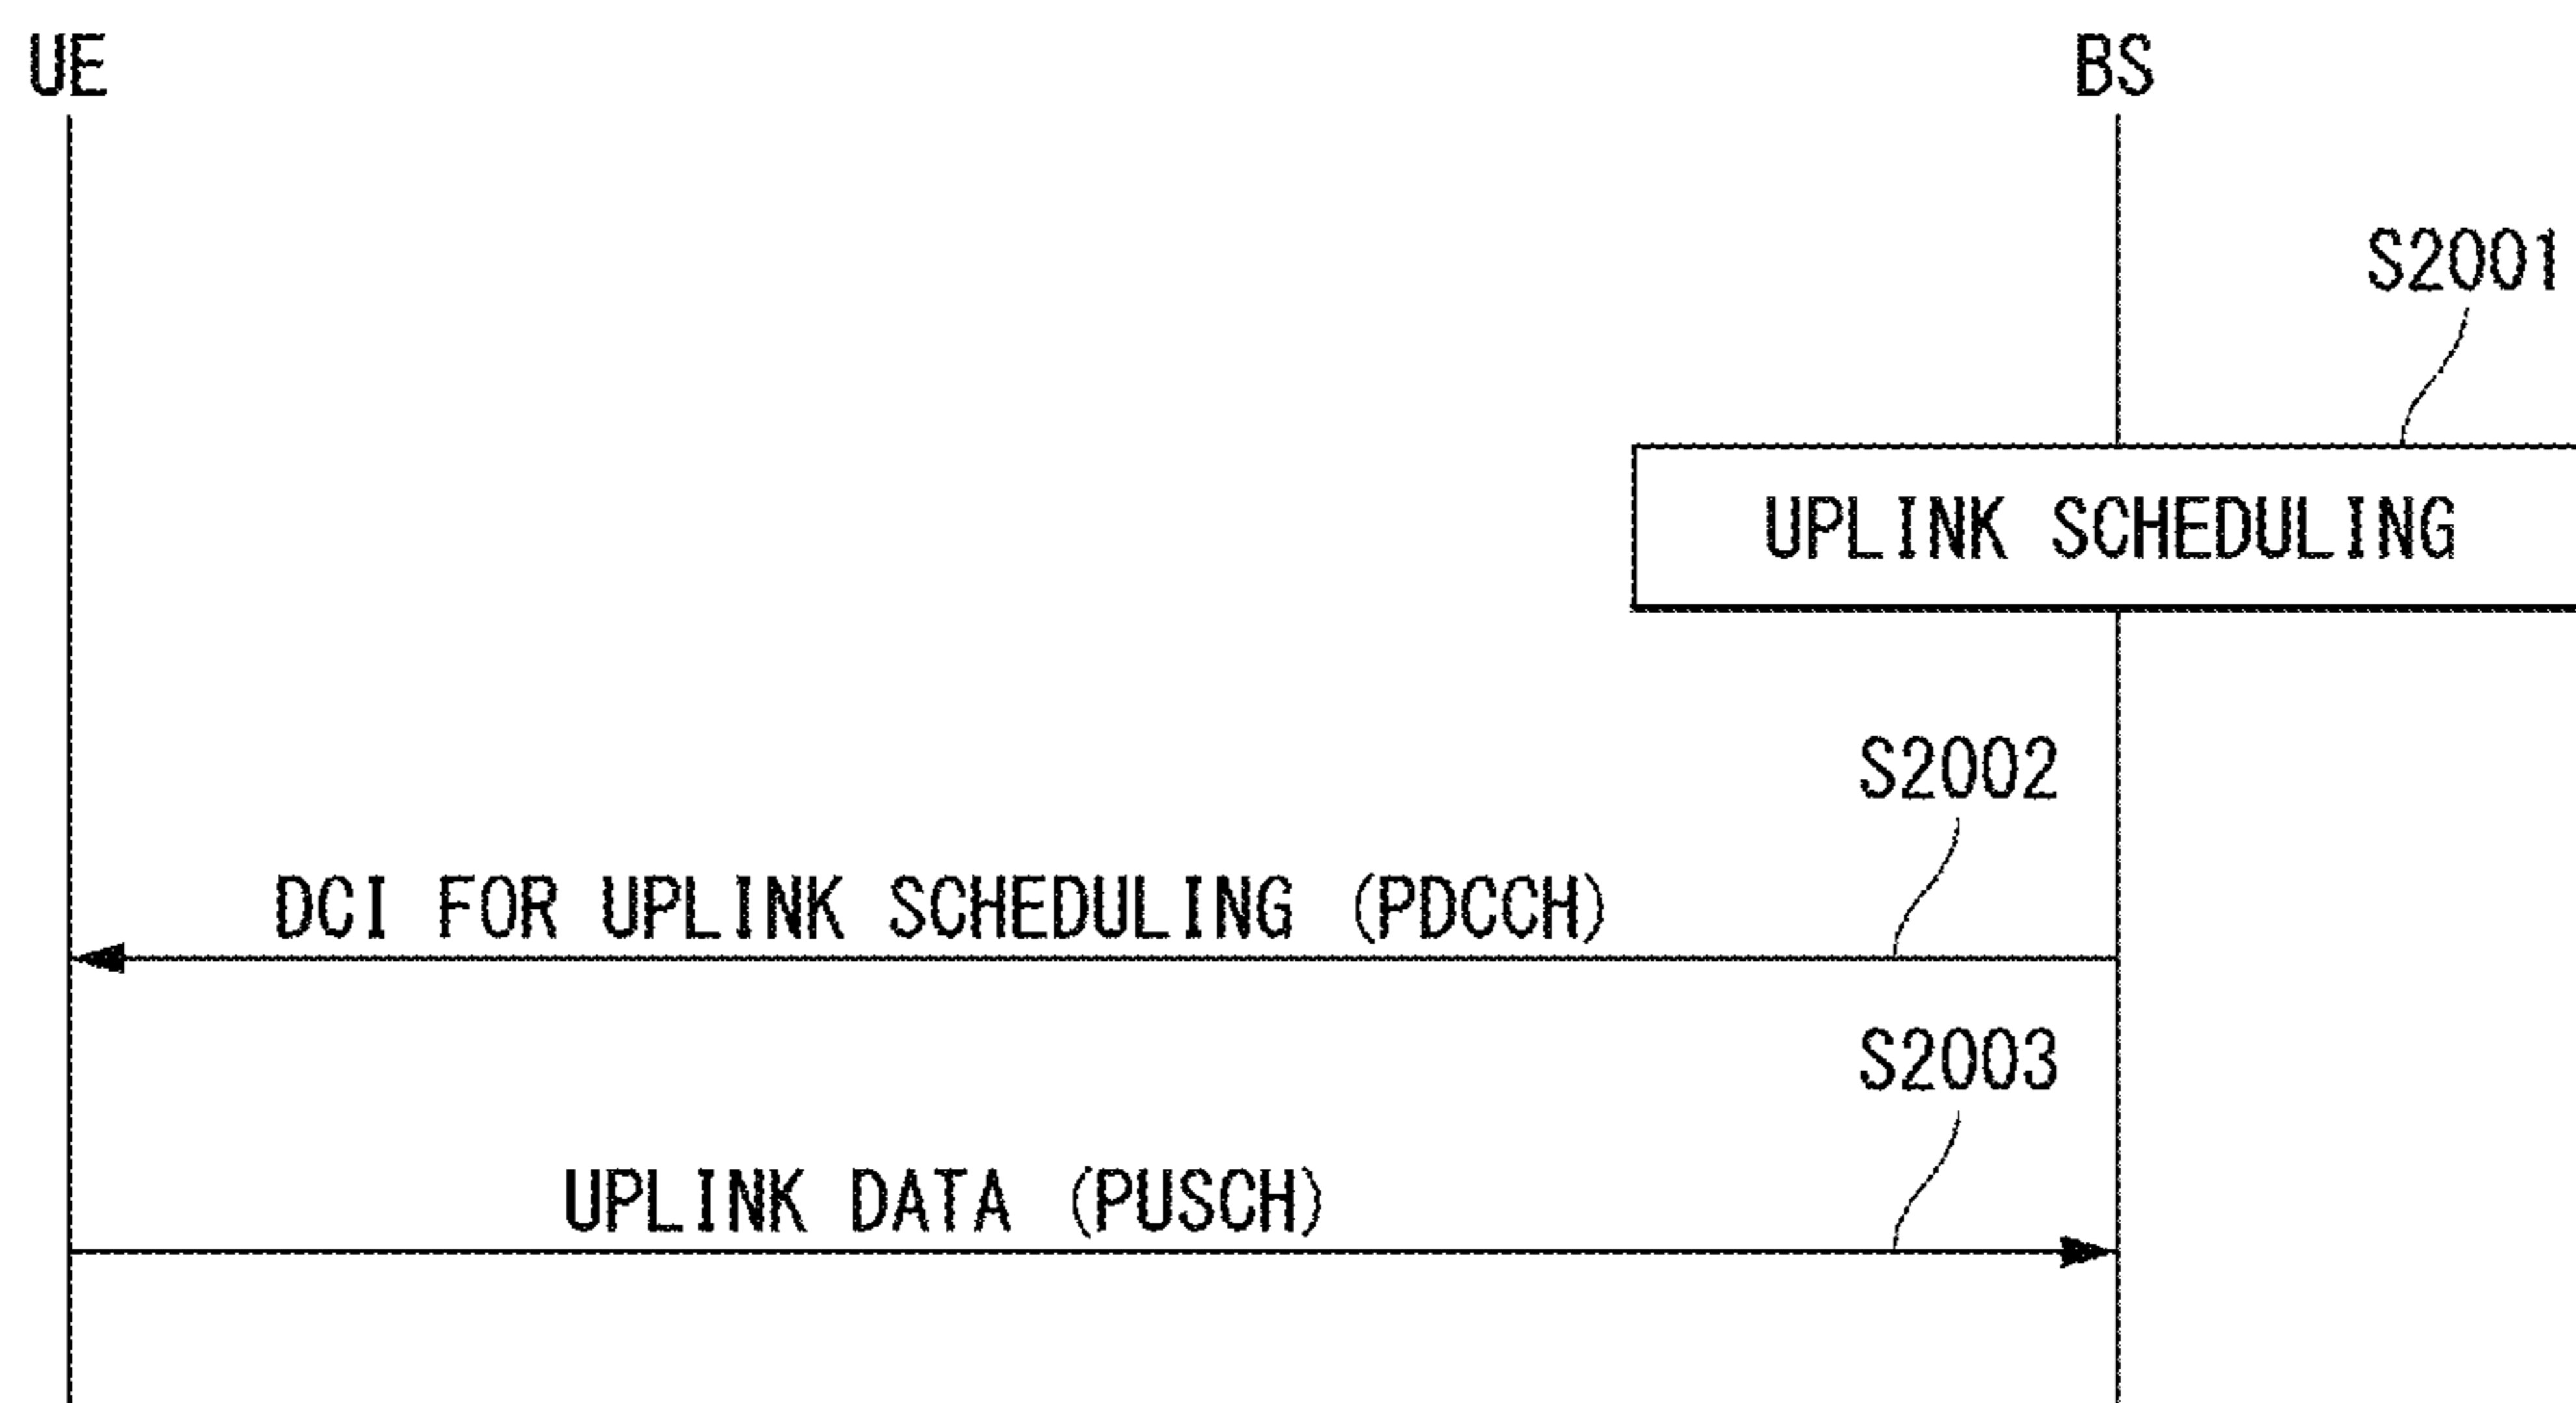 UE
BS
S2001
UPLINK SCHEDULING
S2002
DCI FOR UPLINK SCHEDULING (PDCCH)
S2003
UPLINK DATA (PUSCH)